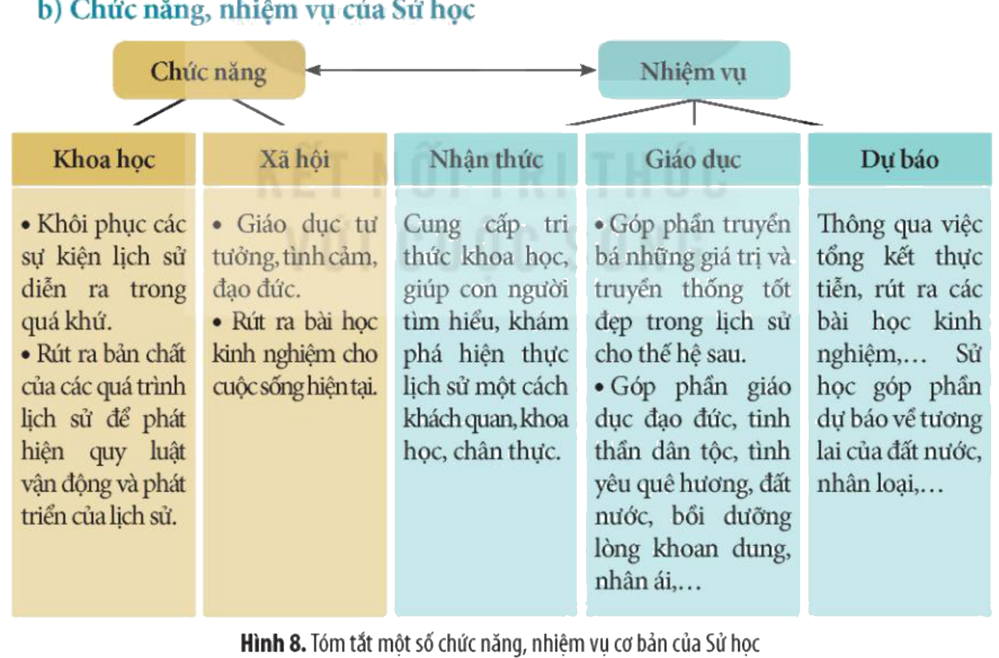 b) Chức năng, nhiệm vụ của Sử học
Chức năng
Nhiệm vụ
Khoa học
• Khôi phục các
sự kiện lịch sử
diễn ra trong
quá khứ.
• Rút ra bản chất
của các quá trình
lịch sử để phát
hiện quy luật
vận động và phát
triển của lịch sử.
Xã hội
• Giáo dục tư
tưởng, tình cảm,
đạo đức.
• Rút ra bài học
kinh nghiệm cho
cuộc sống hiện tại.
Nhận thức
Cung cấp tri
thức khoa học,
giúp con người
tìm hiểu, khám
phá hiện thực
lịch sử một cách
khách quan, khoa
học, chân thực.
Giáo dục
• Góp phần truyền
bá những giá trị và
truyền thống tốt
đẹp trong lịch sử
cho thế hệ sau.
• Góp phần giáo
dục đạo đức, tinh
thần dân tộc, tình
yêu quê hương, đất
nước, bồi dưỡng
lòng khoan dung,
nhân ái,…
Dự báo
Thông qua việc
tổng kết thực
tiễn, rút ra các
bài học kinh
nghiệm,… Sử
học góp phần
dự báo về tương
lai của đất nước,
nhân loại,…
KẾT NỐI TRI THỨC
VỚI CUỘC SỐNG
Hình 8. Tóm tắt một số chức năng, nhiệm vụ cơ bản của Sử học